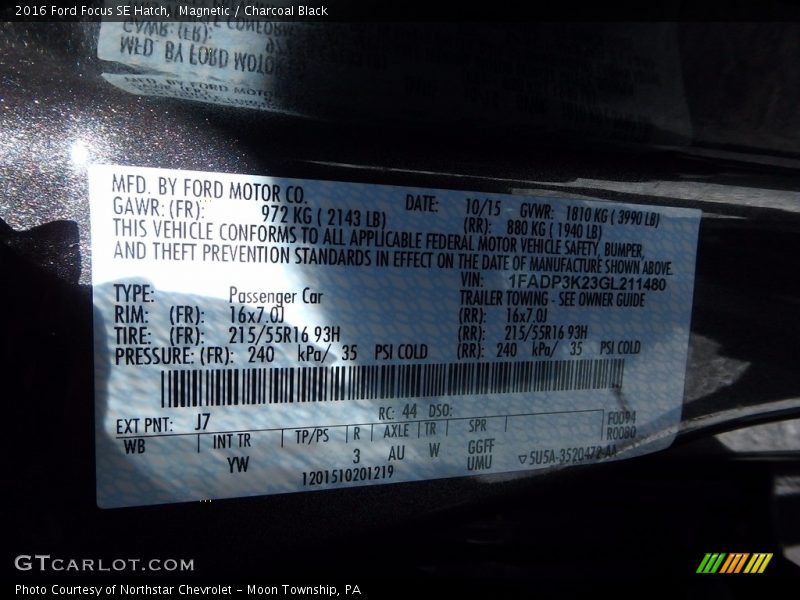 2016 Ford Focus SE Hatch,  Magnetic / Charcoal Black
MFD. BY FORD MOTOR CO.
DATE: 10/15 GVWR: 1810 KG ( 3990 LB)
GAWR: (FR): 972 KG ( 2143 LB) (RR): 880 KG ( 1940 LB)
THIS VEHICLE CONFORMS TO ALL APPLICABLE FEDERAL MOTOR VEHICLE SAFETY, BUMPER,
AND THEFT PREVENTION STANDARDS IN EFFECT ON THE DATE OF MANUFACTURE SHOWN ABOVE.
VIN: 1FADP3K23GL211480
TYPE: Passenger Car TRAILER TOWING - SEE OWNER GUIDE
RIM: (FR): 16x7.0J (RR): 16x7.0J
TIRE: (FR): 215/55R16 93H (RR): 215/55R16 93H
PRESSURE: (FR): 240 kPa/ 35 PSI COLD (RR): 240 kPa/ 35 PSI COLD
EXT PNT: J7 RC: 44 DSO:
WB INT TR TP/PS R AXLE TR SPR F0094
R0080
YW 3 AU W GGFF
UMU
1201510201219 ▽SU5A-3520472-AA
GTCARLOT.COM
Photo Courtesy of Northstar Chevrolet - Moon Township, PA